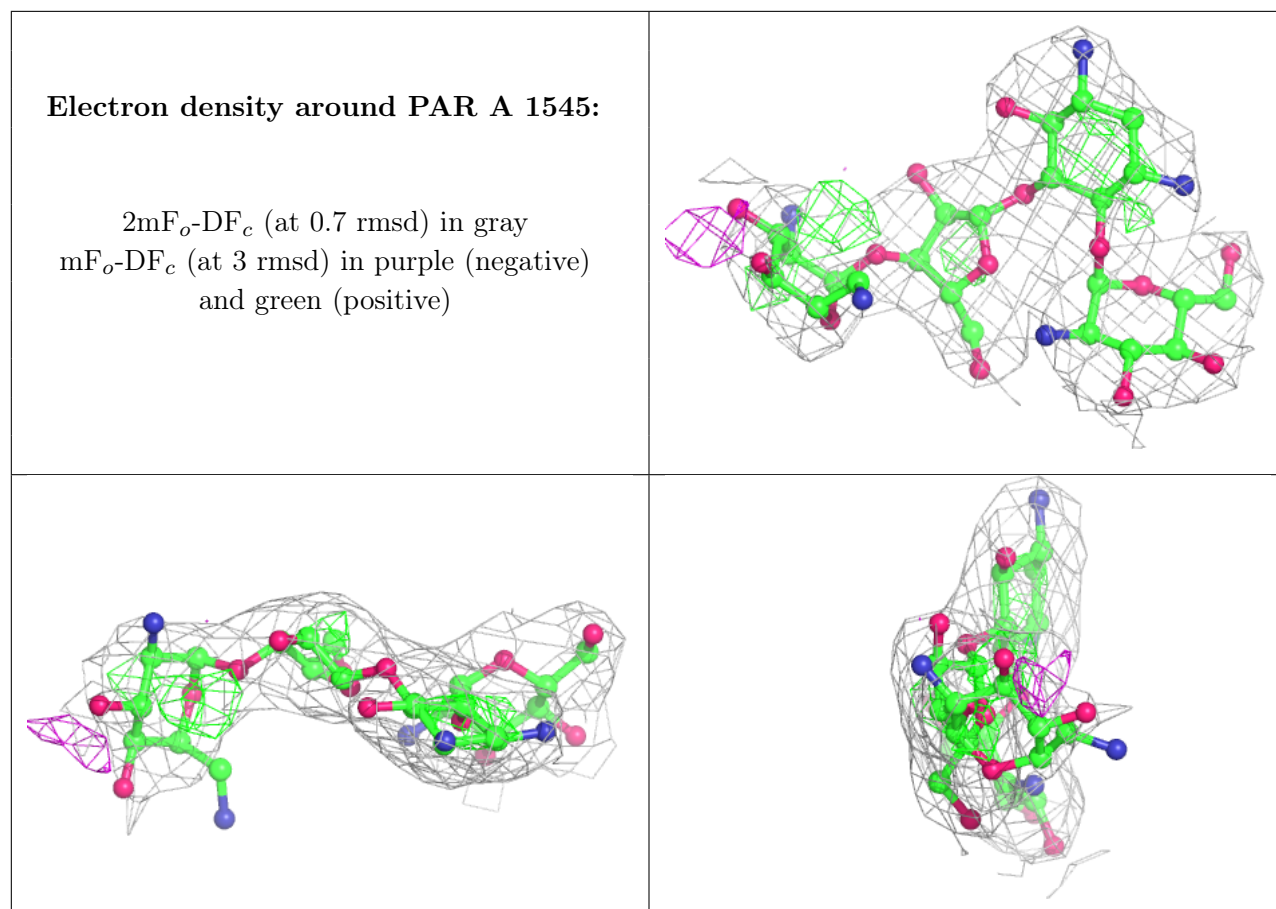 Electron density around PAR A 1545:
2mFₒ-DF𝒸 (at 0.7 rmsd) in gray
mFₒ-DF𝒸 (at 3 rmsd) in purple (negative)
and green (positive)